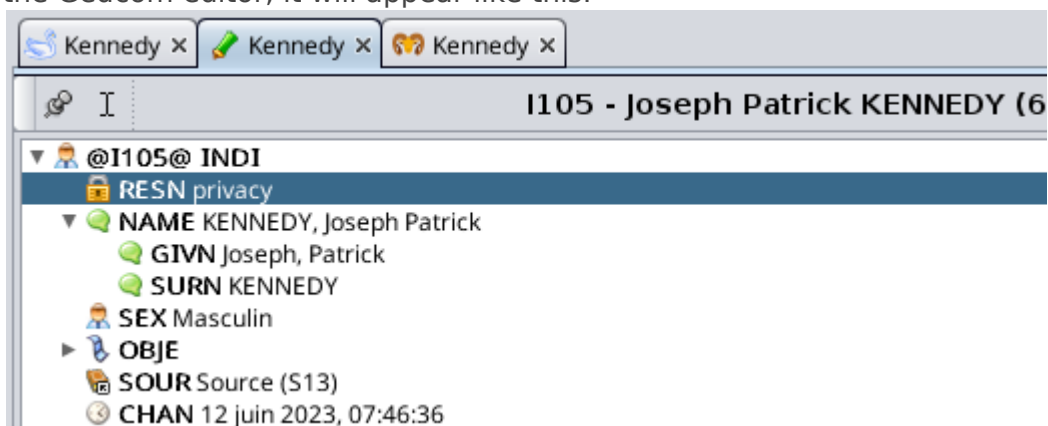 the Gedcom editor, it will appear like this:
Kennedy × Kennedy × Kennedy ×
I105 - Joseph Patrick KENNEDY (6
@I105@ INDI
RESN privacy
NAME KENNEDY, Joseph Patrick
GIVN Joseph, Patrick
SURN KENNEDY
SEX Masculin
OBJE
SOUR Source (S13)
CHAN 12 juin 2023, 07:46:36